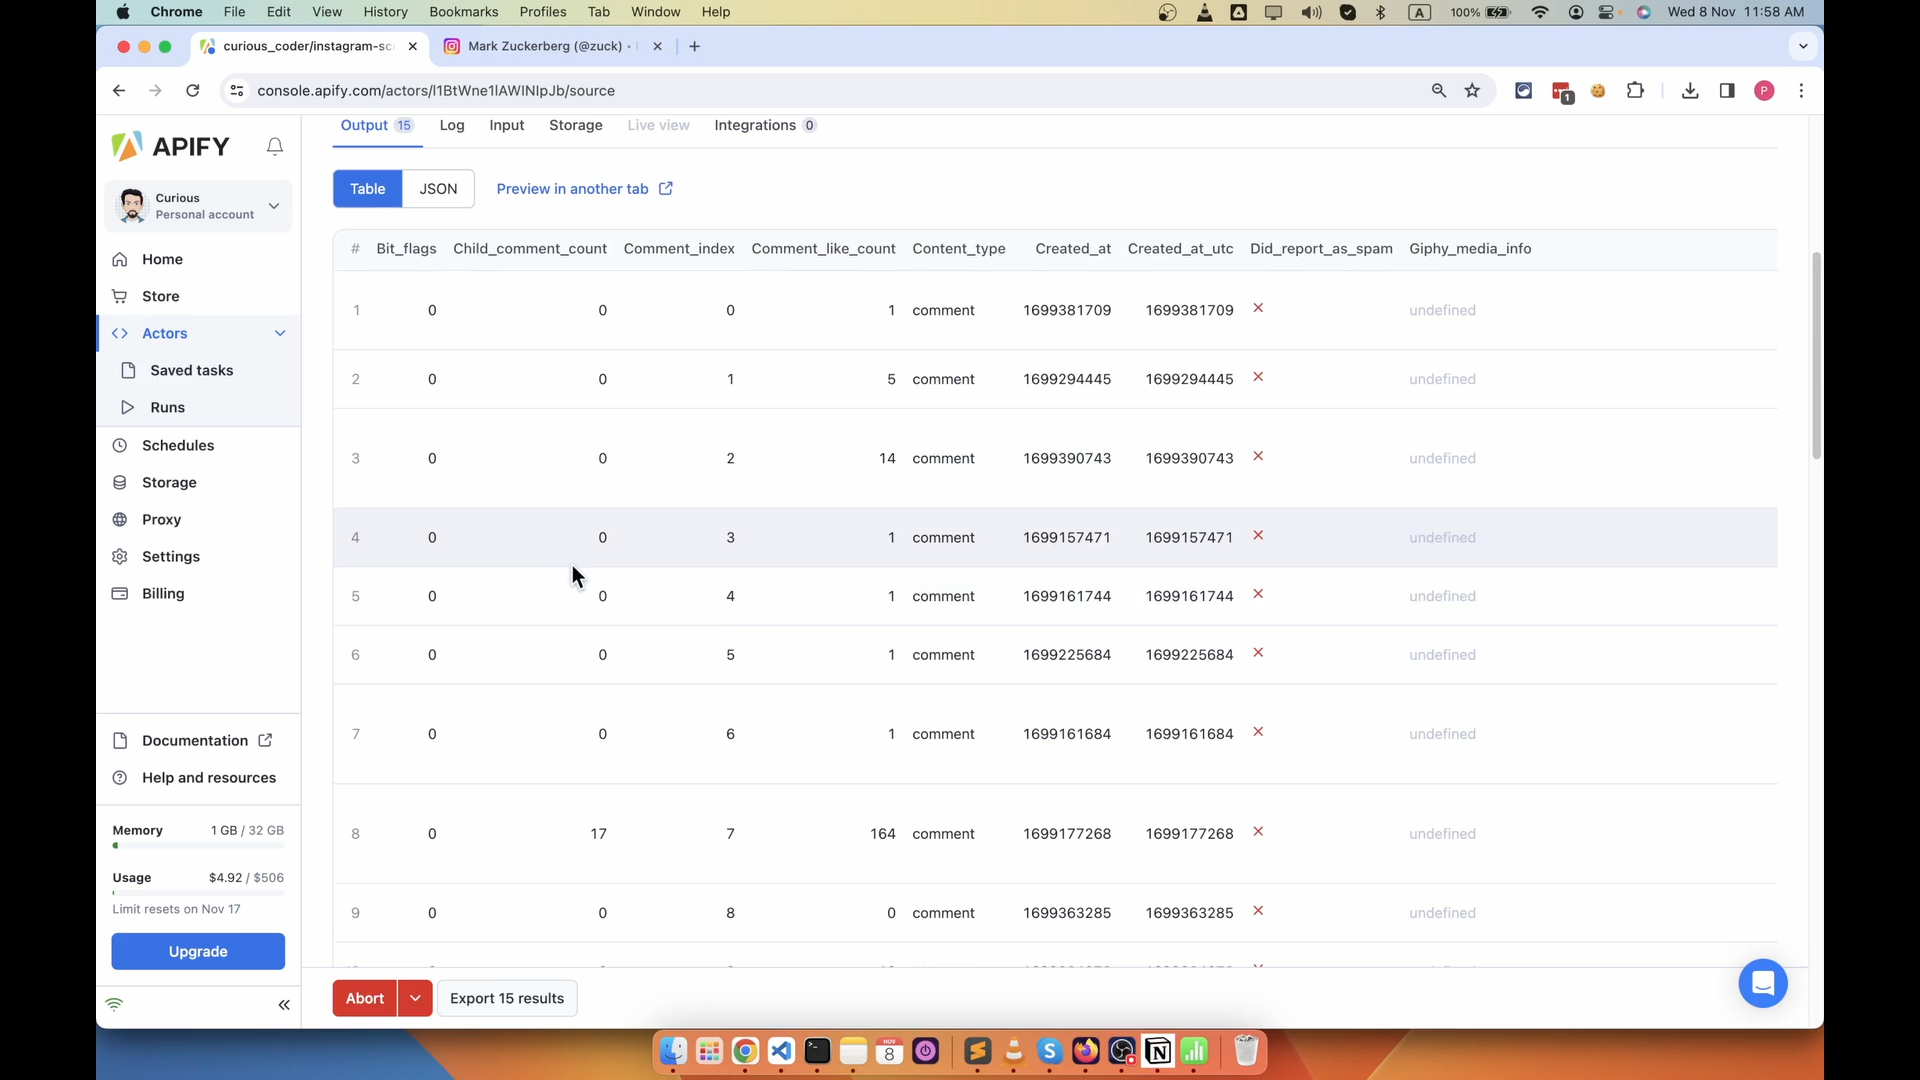 Chrome File Edit View History Bookmarks Profiles Tab Window Help A 100% Wed 8 Nov 11:58 AM
curious_coder/instagram-sc Mark Zuckerberg (@zuck) •
console.apify.com/actors/l1BtWne1lAWlNlpJb/source 1 P
APIFY
Curious
Personal account
Home
Store
Actors
Saved tasks
Runs
Schedules
Storage
Proxy
Settings
Billing
Documentation
Help and resources
Memory 1 GB / 32 GB
Usage $4.92 / $506
Limit resets on Nov 17
Upgrade
Output 15 Log Input Storage Live view Integrations 0
Table JSON Preview in another tab
# Bit_flags Child_comment_count Comment_index Comment_like_count Content_type Created_at Created_at_utc Did_report_as_spam Giphy_media_info
1 0 0 0 1 comment 1699381709 1699381709 undefined
2 0 0 1 5 comment 1699294445 1699294445 undefined
3 0 0 2 14 comment 1699390743 1699390743 undefined
4 0 0 3 1 comment 1699157471 1699157471 undefined
5 0 0 4 1 comment 1699161744 1699161744 undefined
6 0 0 5 1 comment 1699225684 1699225684 undefined
7 0 0 6 1 comment 1699161684 1699161684 undefined
8 0 17 7 164 comment 1699177268 1699177268 undefined
9 0 0 8 0 comment 1699363285 1699363285 undefined
Abort Export 15 results
NOV
8